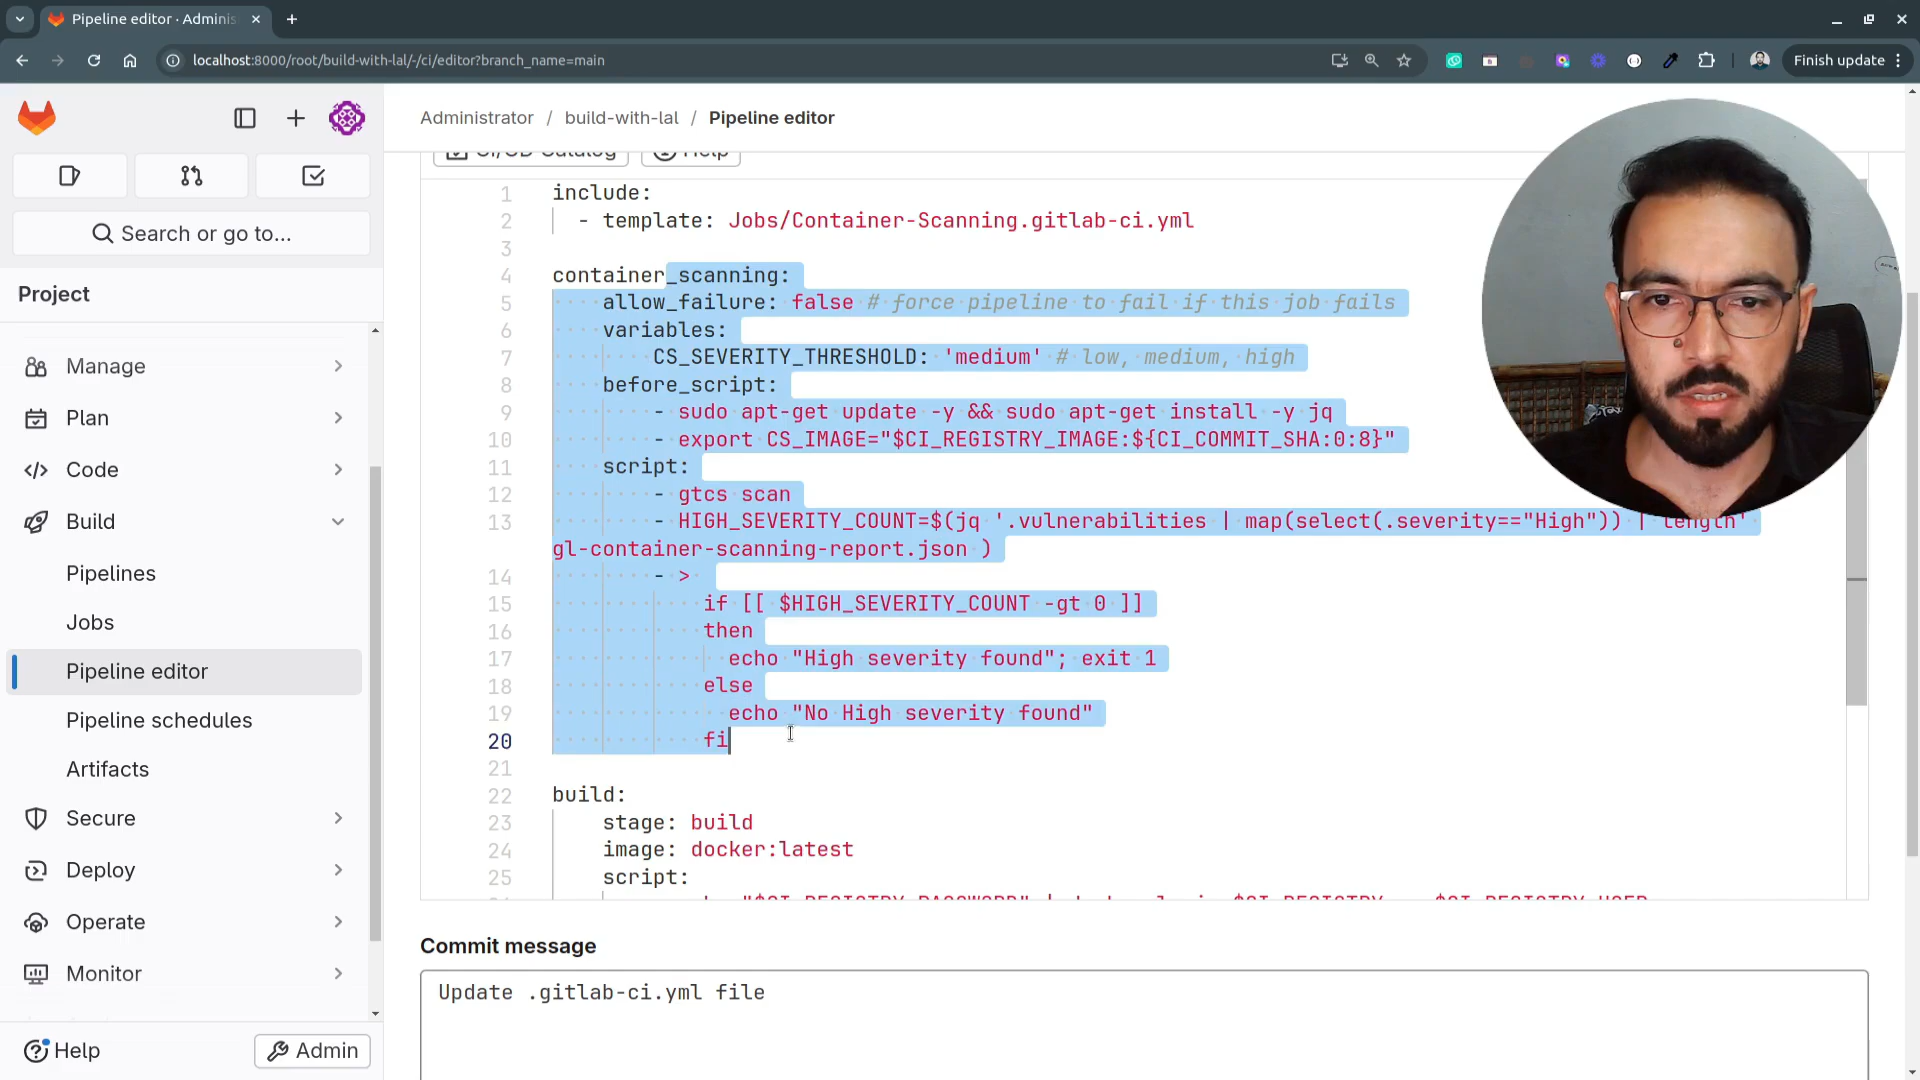 Pipeline editor · Adminis
localhost:8000/root/build-with-lal/-/ci/editor?branch_name=main
Finish update
Administrator / build-with-lal / Pipeline editor
Search or go to...
Project
Manage
Plan
Code
Build
Pipelines
Jobs
Pipeline editor
Pipeline schedules
Artifacts
Secure
Deploy
Operate
Monitor
Help
Admin
CI/CD Catalog
Help
1 include:
2 - template: Jobs/Container-Scanning.gitlab-ci.yml
3
4 container_scanning:
5 allow_failure: false # force pipeline to fail if this job fails
6 variables:
7 CS_SEVERITY_THRESHOLD: 'medium' # low, medium, high
8 before_script:
9 - sudo apt-get update -y && sudo apt-get install -y jq
10 - export CS_IMAGE="$CI_REGISTRY_IMAGE:${CI_COMMIT_SHA:0:8}"
11 script:
12 - gtcs scan
13 - HIGH_SEVERITY_COUNT=$(jq '.vulnerabilities | map(select(.severity=="High")) | length'
gl-container-scanning-report.json )
14 - >
15 if [[ $HIGH_SEVERITY_COUNT -gt 0 ]]
16 then
17 echo "High severity found"; exit 1
18 else
19 echo "No High severity found"
20 fi
21
22 build:
23 stage: build
24 image: docker:latest
25 script:
Commit message
Update .gitlab-ci.yml file